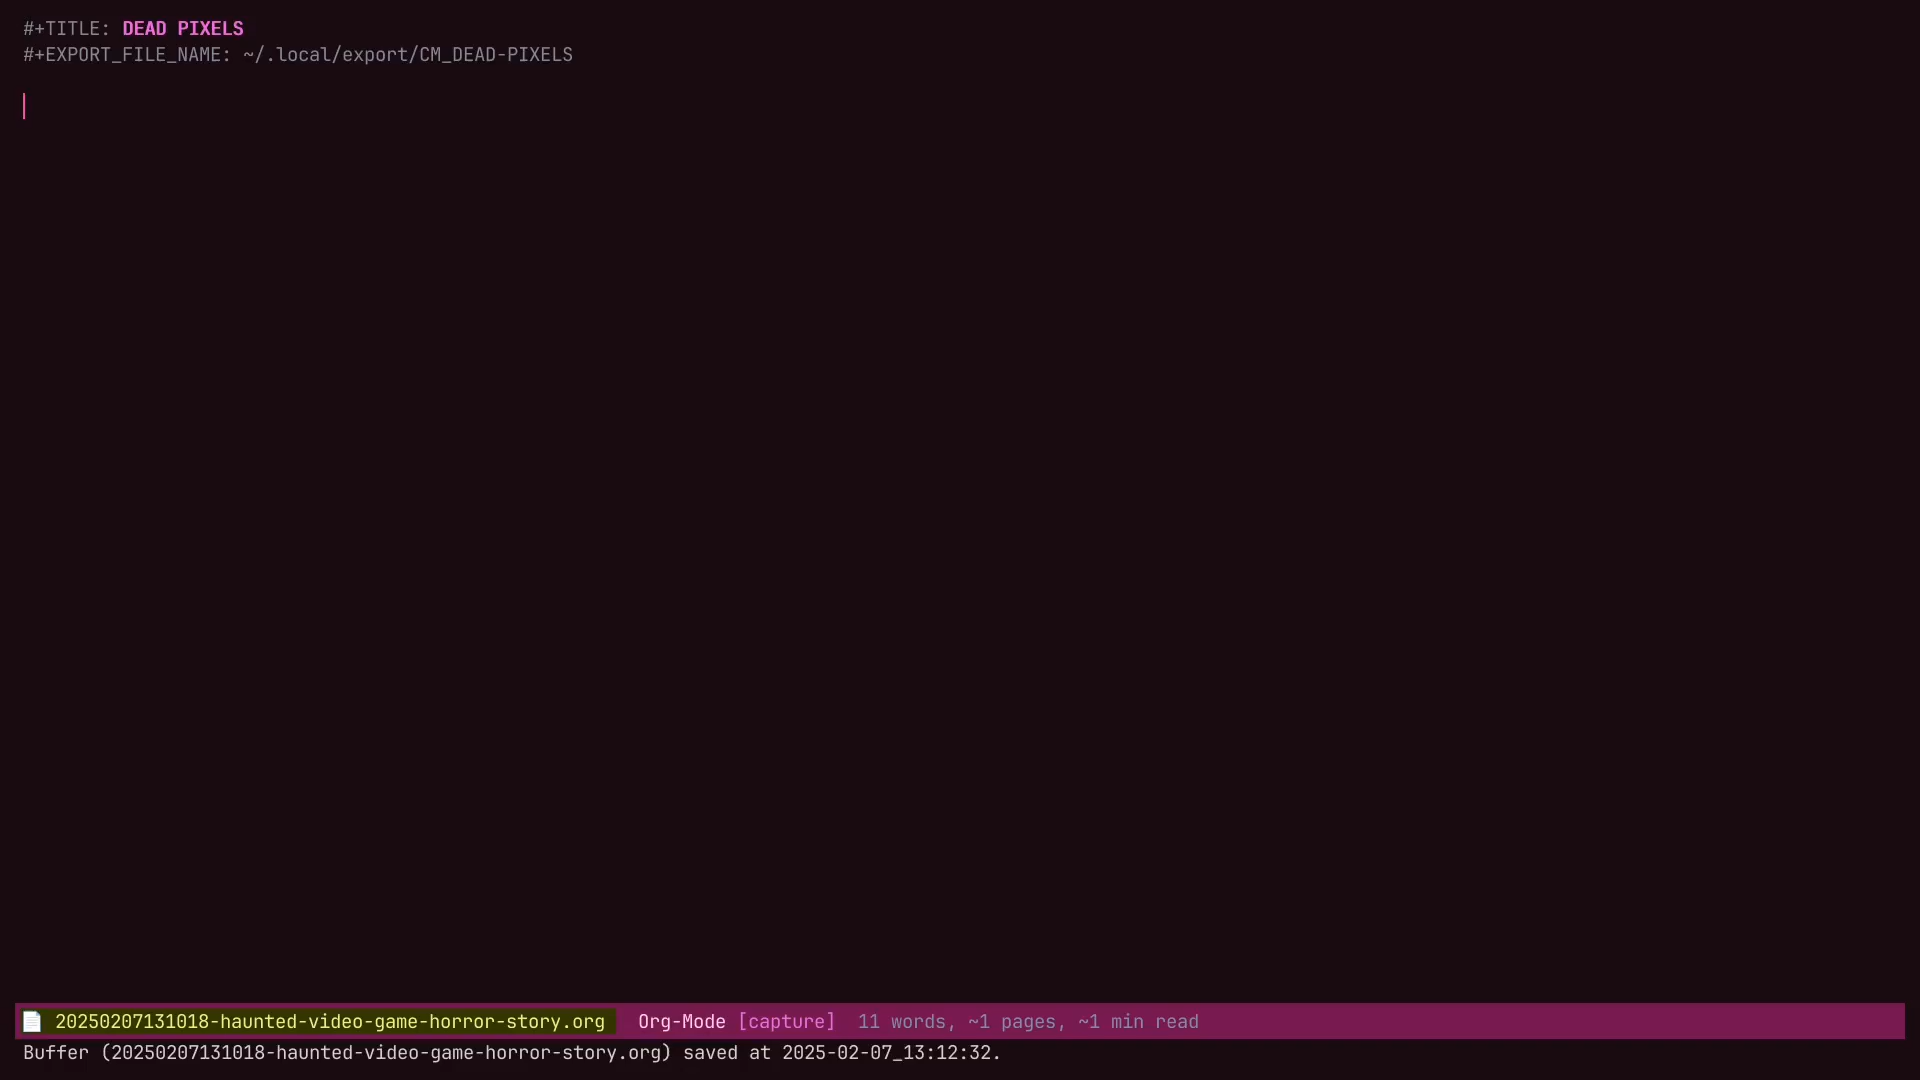 #+TITLE: DEAD PIXELS
#+EXPORT_FILE_NAME: ~/.local/export/CM_DEAD-PIXELS
20250207131018-haunted-video-game-horror-story.org Org-Mode [capture] 11 words, ~1 pages, ~1 min read
Buffer (20250207131018-haunted-video-game-horror-story.org) saved at 2025-02-07_13:12:32.